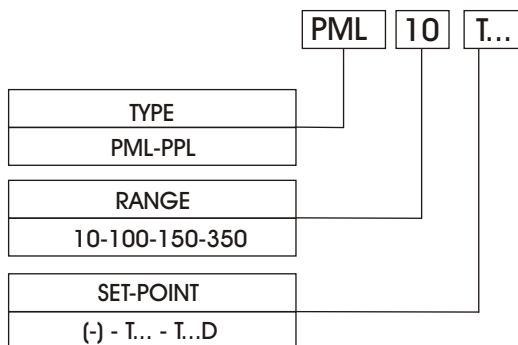 PML 10 T...
TYPE
PML-PPL
RANGE
10-100-150-350
SET-POINT
(-) - T... - T...D